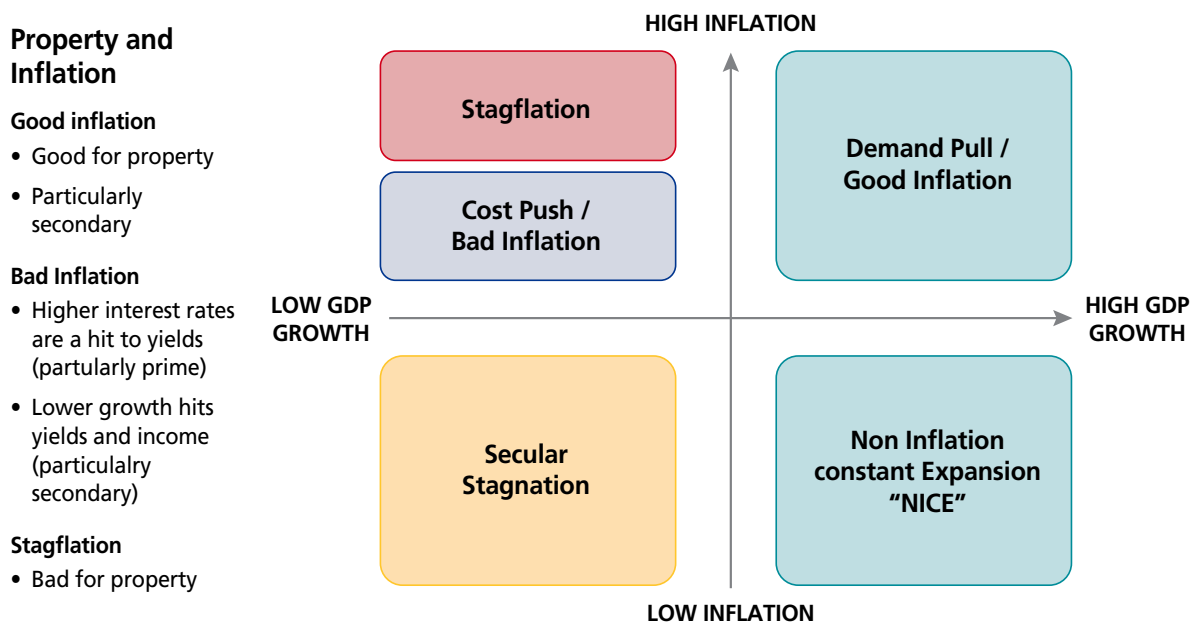 Property and
Inflation
Good inflation
• Good for property
• Particularly
secondary
Bad Inflation
• Higher interest rates
are a hit to yields
(partularly prime)
• Lower growth hits
yields and income
(particulalry
secondary)
Stagflation
• Bad for property
HIGH INFLATION
Stagflation
Cost Push /
Bad Inflation
Demand Pull /
Good Inflation
LOW GDP
GROWTH
HIGH GDP
GROWTH
Secular
Stagnation
Non Inflation
constant Expansion
“NICE”
LOW INFLATION